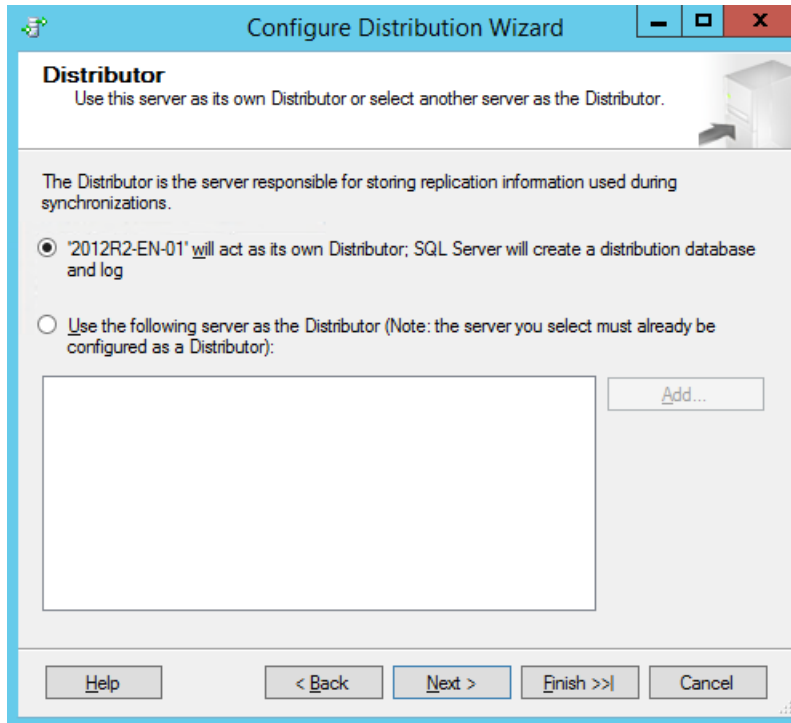 Configure Distribution Wizard
Distributor
Use this server as its own Distributor or select another server as the Distributor.
The Distributor is the server responsible for storing replication information used during
synchronizations.
'2012R2-EN-01' will act as its own Distributor; SQL Server will create a distribution database
and log
Use the following server as the Distributor (Note: the server you select must already be
configured as a Distributor):
Add...
Help
< Back
Next >
Finish >>|
Cancel